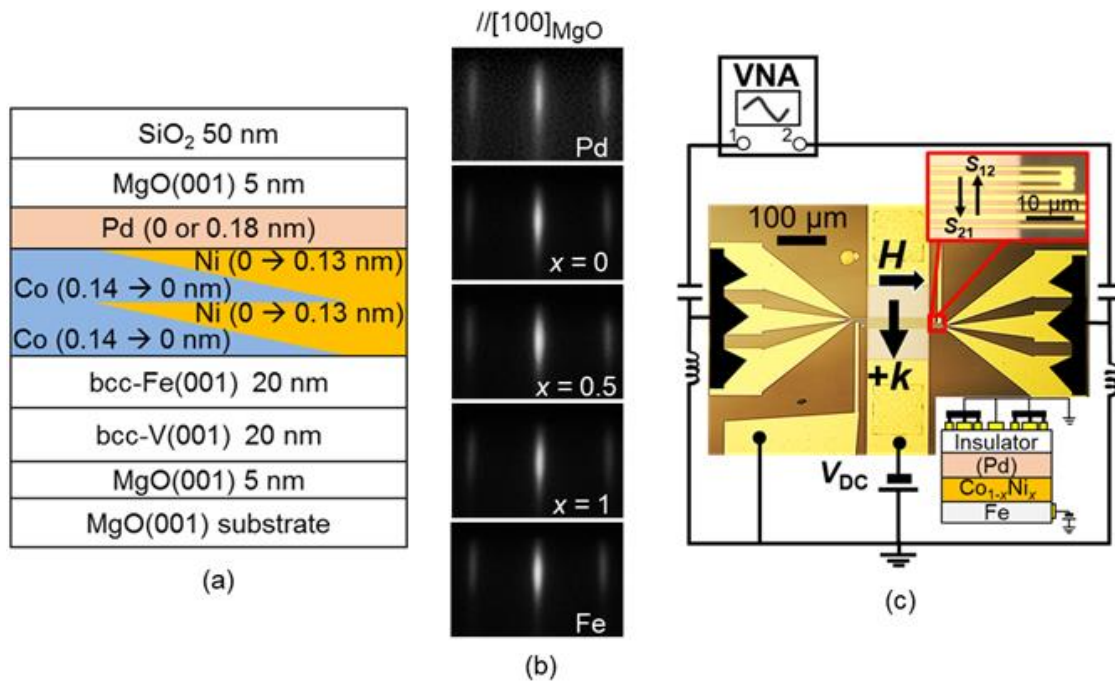 SiO₂ 50 nm
MgO(001) 5 nm
Pd (0 or 0.18 nm)
Ni (0 → 0.13 nm)
Co (0.14 → 0 nm)
Ni (0 → 0.13 nm)
Co (0.14 → 0 nm)
bcc-Fe(001) 20 nm
bcc-V(001) 20 nm
MgO(001) 5 nm
MgO(001) substrate
(a)
//[100]MgO
Pd
x = 0
x = 0.5
x = 1
Fe
(b)
VNA
1 2
S₁₂
10 µm
S₂₁
100 µm
H
+k
V_DC
Insulator
(Pd)
Co₁₋ₓNiₓ
Fe
(c)